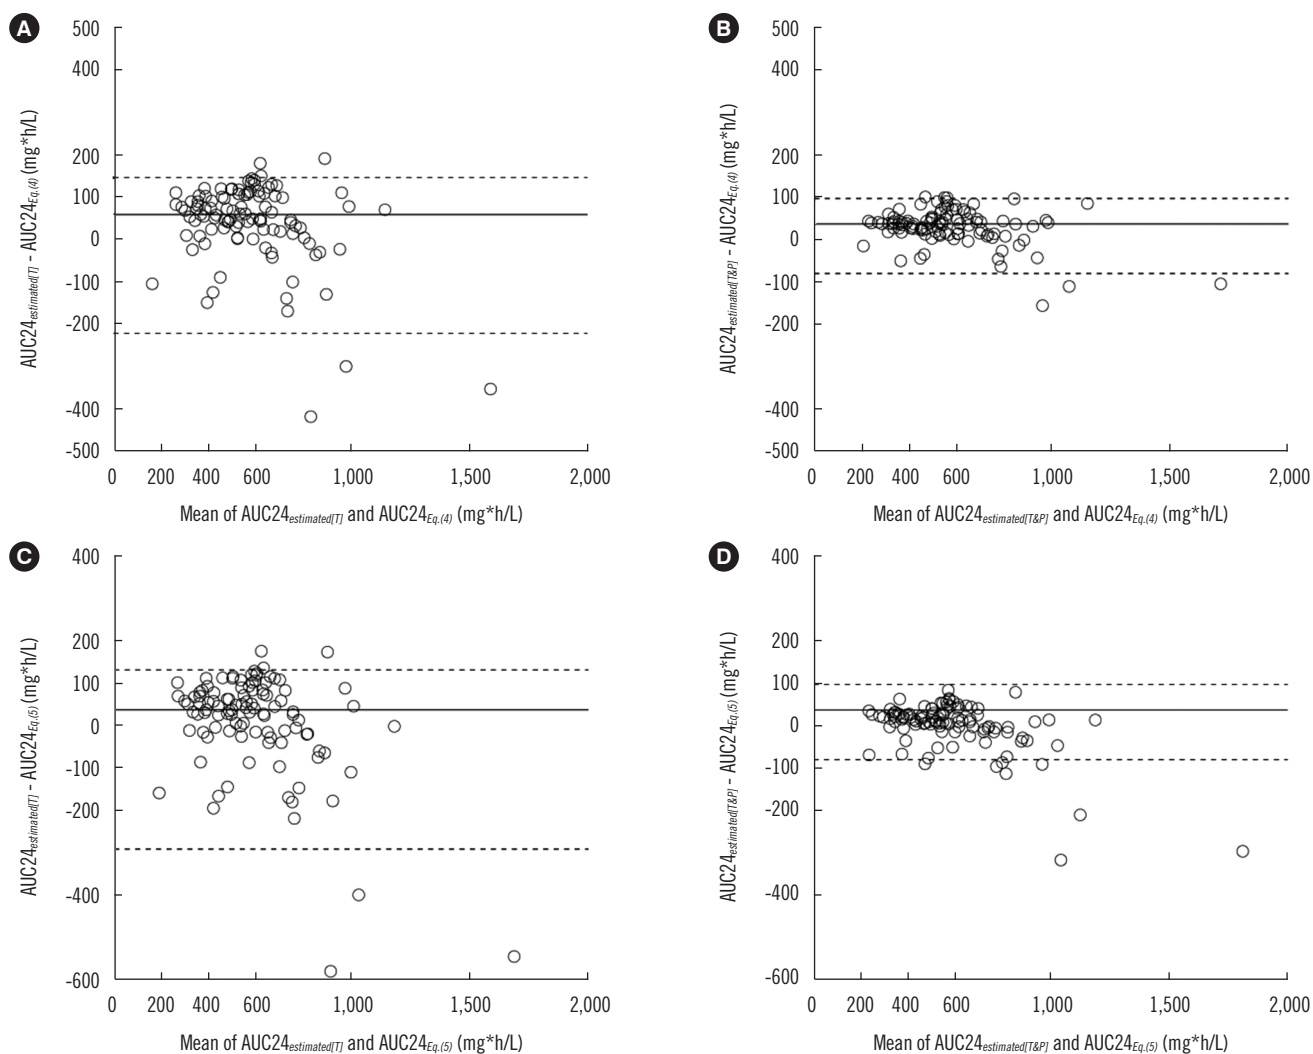 A
500
400
200
100
0
-100
-200
-400
-500
AUC24estimated[T] - AUC24Eq.(4) (mg*h/L)
0 200 400 600 1,000 1,500 2,000
Mean of AUC24estimated[T] and AUC24Eq.(4) (mg*h/L)
B
500
400
200
100
0
-100
-200
-400
-500
AUC24estimated[T&P] - AUC24Eq.(4) (mg*h/L)
0 200 400 600 1,000 1,500 2,000
Mean of AUC24estimated[T&P] and AUC24Eq.(4) (mg*h/L)
C
400
200
100
0
-100
-200
-400
-600
AUC24estimated[T] - AUC24Eq.(5) (mg*h/L)
0 200 400 600 1,000 1,500 2,000
Mean of AUC24estimated[T] and AUC24Eq.(5) (mg*h/L)
D
400
200
100
0
-100
-200
-400
-600
AUC24estimated[T&P] - AUC24Eq.(5) (mg*h/L)
0 200 400 600 1,000 1,500 2,000
Mean of AUC24estimated[T&P] and AUC24Eq.(5) (mg*h/L)